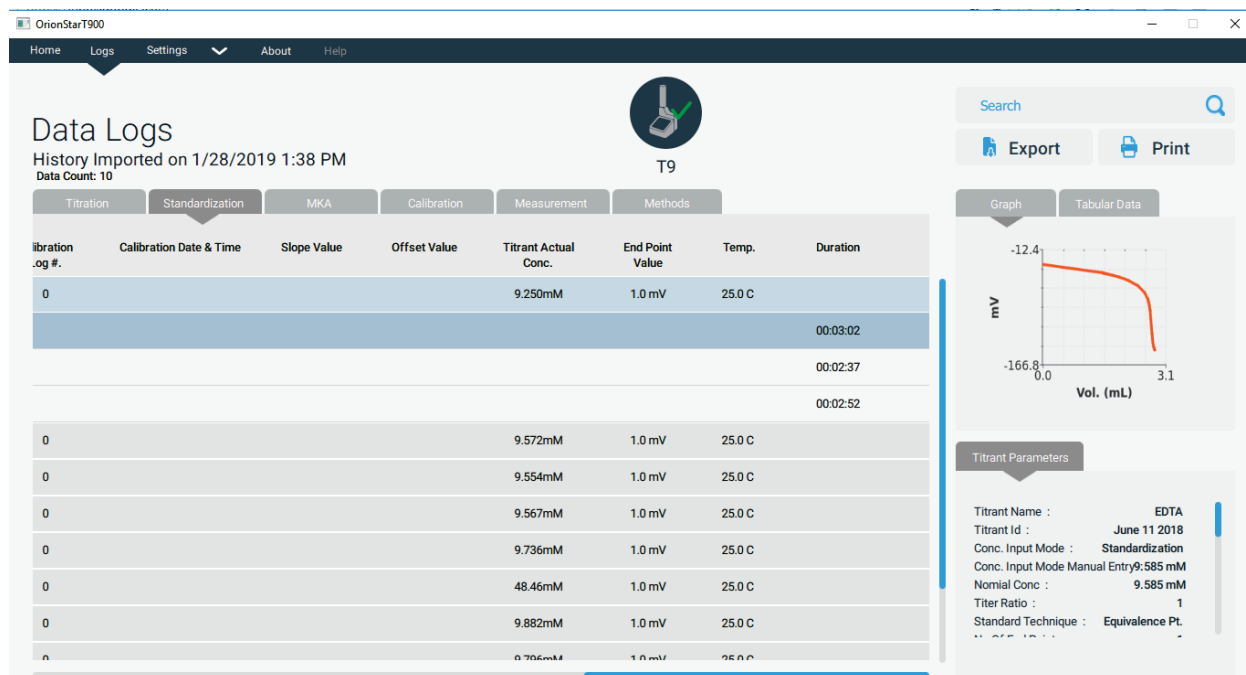 OrionStarT900
Home Logs Settings About Help
Data Logs
History Imported on 1/28/2019 1:38 PM
Data Count: 10
T9
Search
Export Print
Titration Standardization MKA Calibration Measurement Methods
libration Calibration Date & Time Slope Value Offset Value Titrant Actual End Point Temp. Duration
Log #. Conc. Value
0 9.250mM 1.0 mV 25.0 C
00:03:02
00:02:37
00:02:52
0 9.572mM 1.0 mV 25.0 C
0 9.554mM 1.0 mV 25.0 C
0 9.567mM 1.0 mV 25.0 C
0 9.736mM 1.0 mV 25.0 C
0 48.46mM 1.0 mV 25.0 C
0 9.882mM 1.0 mV 25.0 C
0 9.796mM 1.0 mV 25.0 C
Graph Tabular Data
-12.4
mV
-166.8
0.0 3.1
Vol. (mL)
Titrant Parameters
Titrant Name : EDTA
Titrant Id : June 11 2018
Conc. Input Mode : Standardization
Conc. Input Mode Manual Entry9:585 mM
Nomial Conc : 9.585 mM
Titer Ratio : 1
Standard Technique : Equivalence Pt.